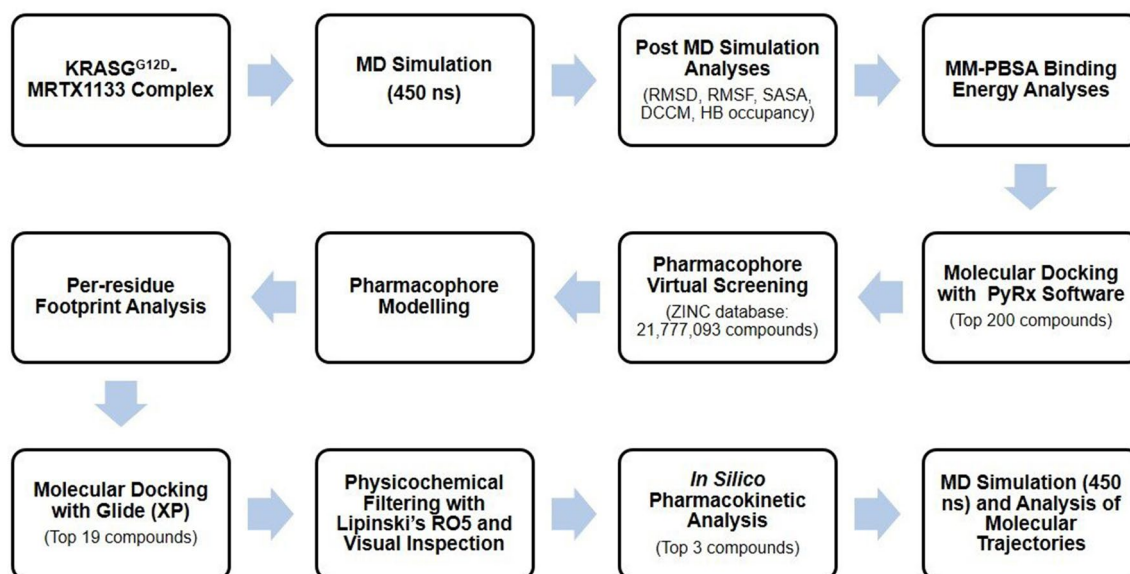 KRASG^G12D-
MRTX1133 Complex
MD Simulation
(450 ns)
Post MD Simulation
Analyses
(RMSD, RMSF, SASA,
DCCM, HB occupancy)
MM-PBSA Binding
Energy Analyses
Per-residue
Footprint Analysis
Pharmacophore
Modelling
Pharmacophore
Virtual Screening
(ZINC database:
21,777,093 compounds)
Molecular Docking
with PyRx Software
(Top 200 compounds)
Molecular Docking
with Glide (XP)
(Top 19 compounds)
Physicochemical
Filtering with
Lipinski's RO5 and
Visual Inspection
In Silico
Pharmacokinetic
Analysis
(Top 3 compounds)
MD Simulation (450
ns) and Analysis of
Molecular
Trajectories